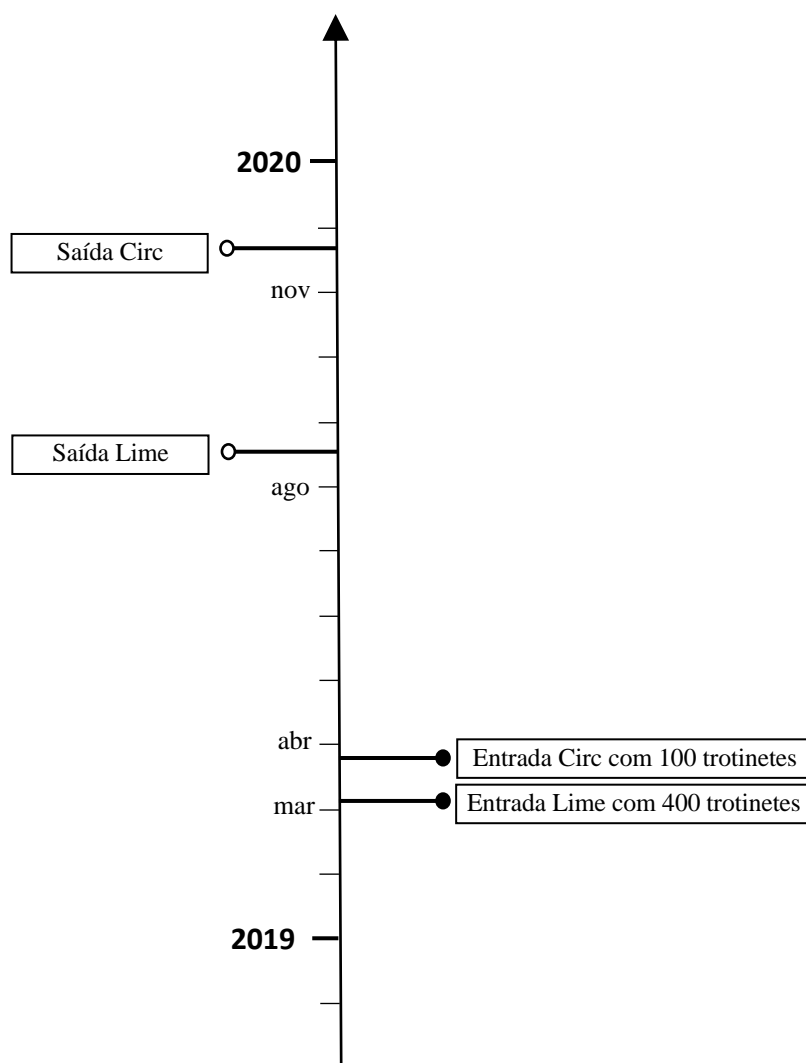 2020
Saída Circ
nov
Saída Lime
ago
abr
Entrada Circ com 100 trotinetes
mar
Entrada Lime com 400 trotinetes
2019